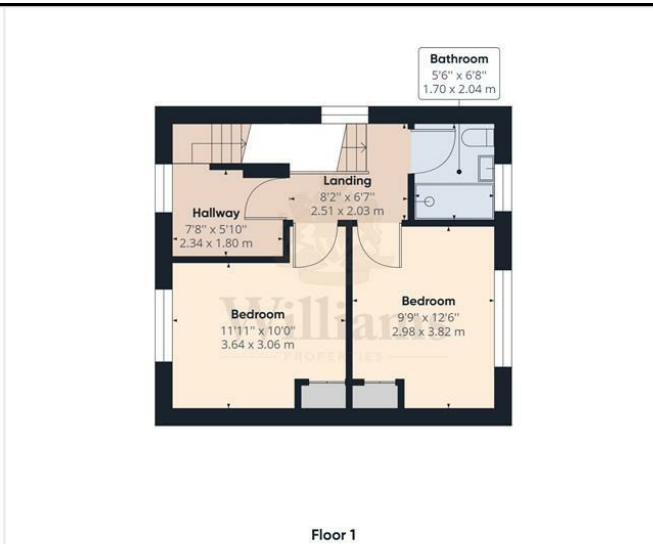 Bathroom
5'6" x 6'8"
1.70 x 2.04 m
Landing
8'2" x 6'7"
2.51 x 2.03 m
Hallway
7'8" x 5'10"
2.34 x 1.80 m
Bedroom
11'11" x 10'0"
3.64 x 3.06 m
Bedroom
9'9" x 12'6"
2.98 x 3.82 m
Williams
PROPERTIES
Floor 1